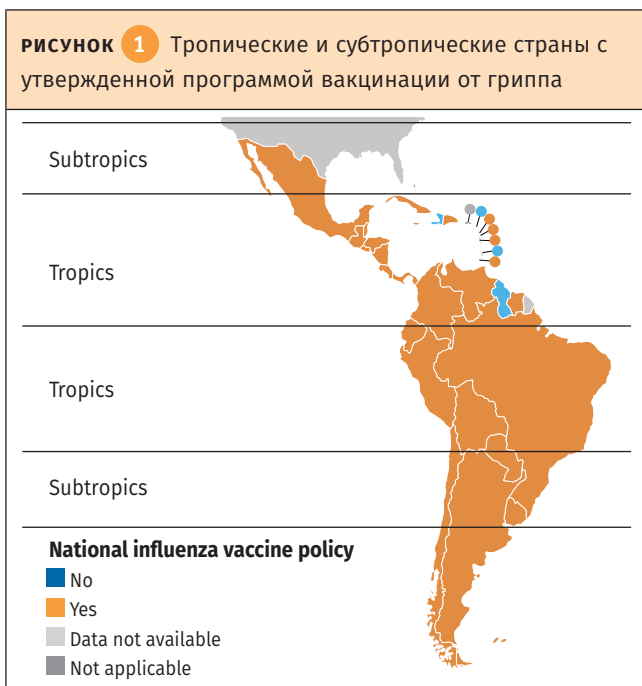 РИСУНОК 1 Тропические и субтропические страны с
утвержденной программой вакцинации от гриппа
Subtropics
Tropics
Tropics
Subtropics
National influenza vaccine policy
No
Yes
Data not available
Not applicable